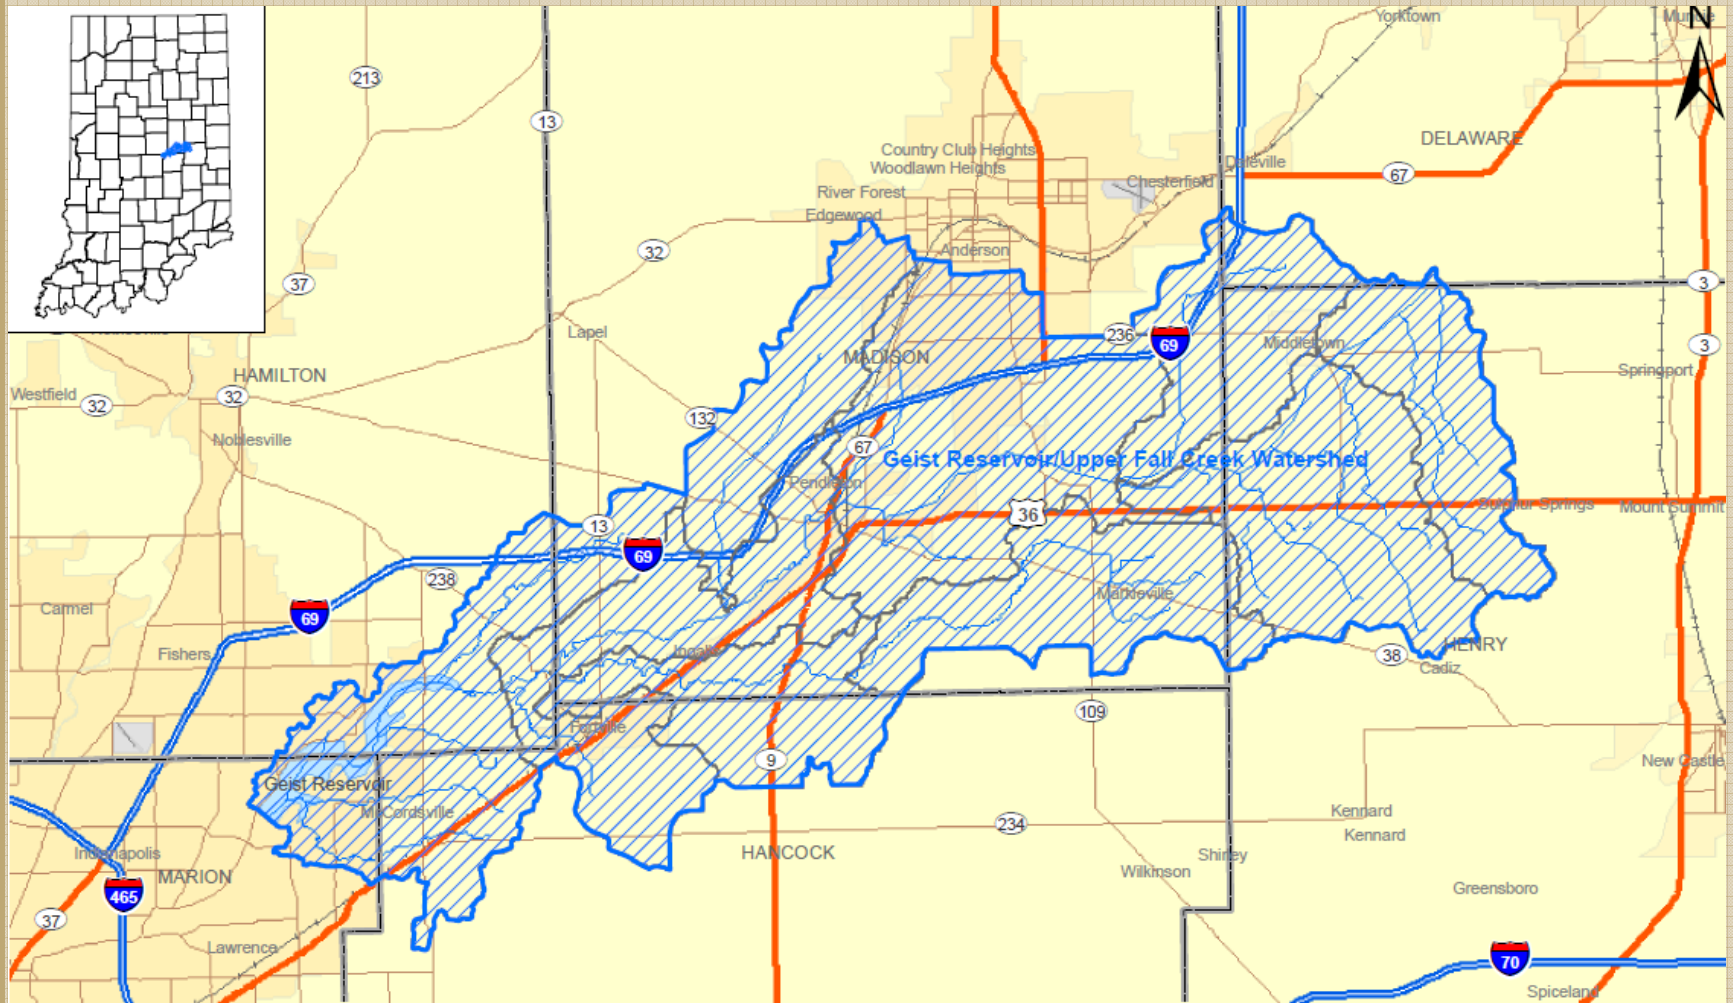 Yorktown
Muncie
N
213
13
DELAWARE
Country Club Heights
Woodlawn Heights
Daleville
67
Chesterfield
River Forest
Edgewood
32
Anderson
37
3
Lapel
236
69
Middletown
3
MADISON
Springport
HAMILTON
Westfield
32
32
132
Noblesville
67
Geist Reservoir/Upper Fall Creek Watershed
Pendleton
36
Sulphur Springs
Mount Summit
13
69
238
Carmel
69
Markleville
Fishers
Ingalls
38
HENRY
Cadiz
109
Fortville
9
New Castle
Geist Reservoir
McCordsville
Kennard
234
Kennard
Indianapolis
HANCOCK
Shirley
MARION
Wilkinson
465
Greensboro
37
Lawrence
70
Spiceland